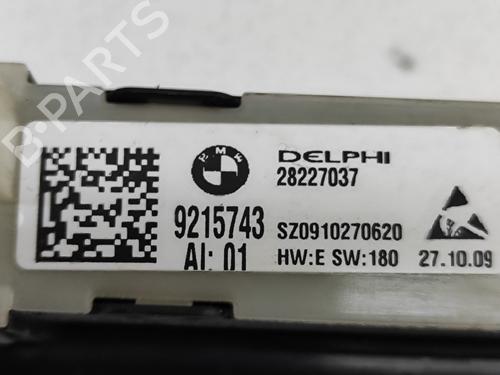 B-PARTS
BMW
DELPHI
28227037
9215743
SZ0910270620
AI: 01
HW:E SW:180
27.10.09